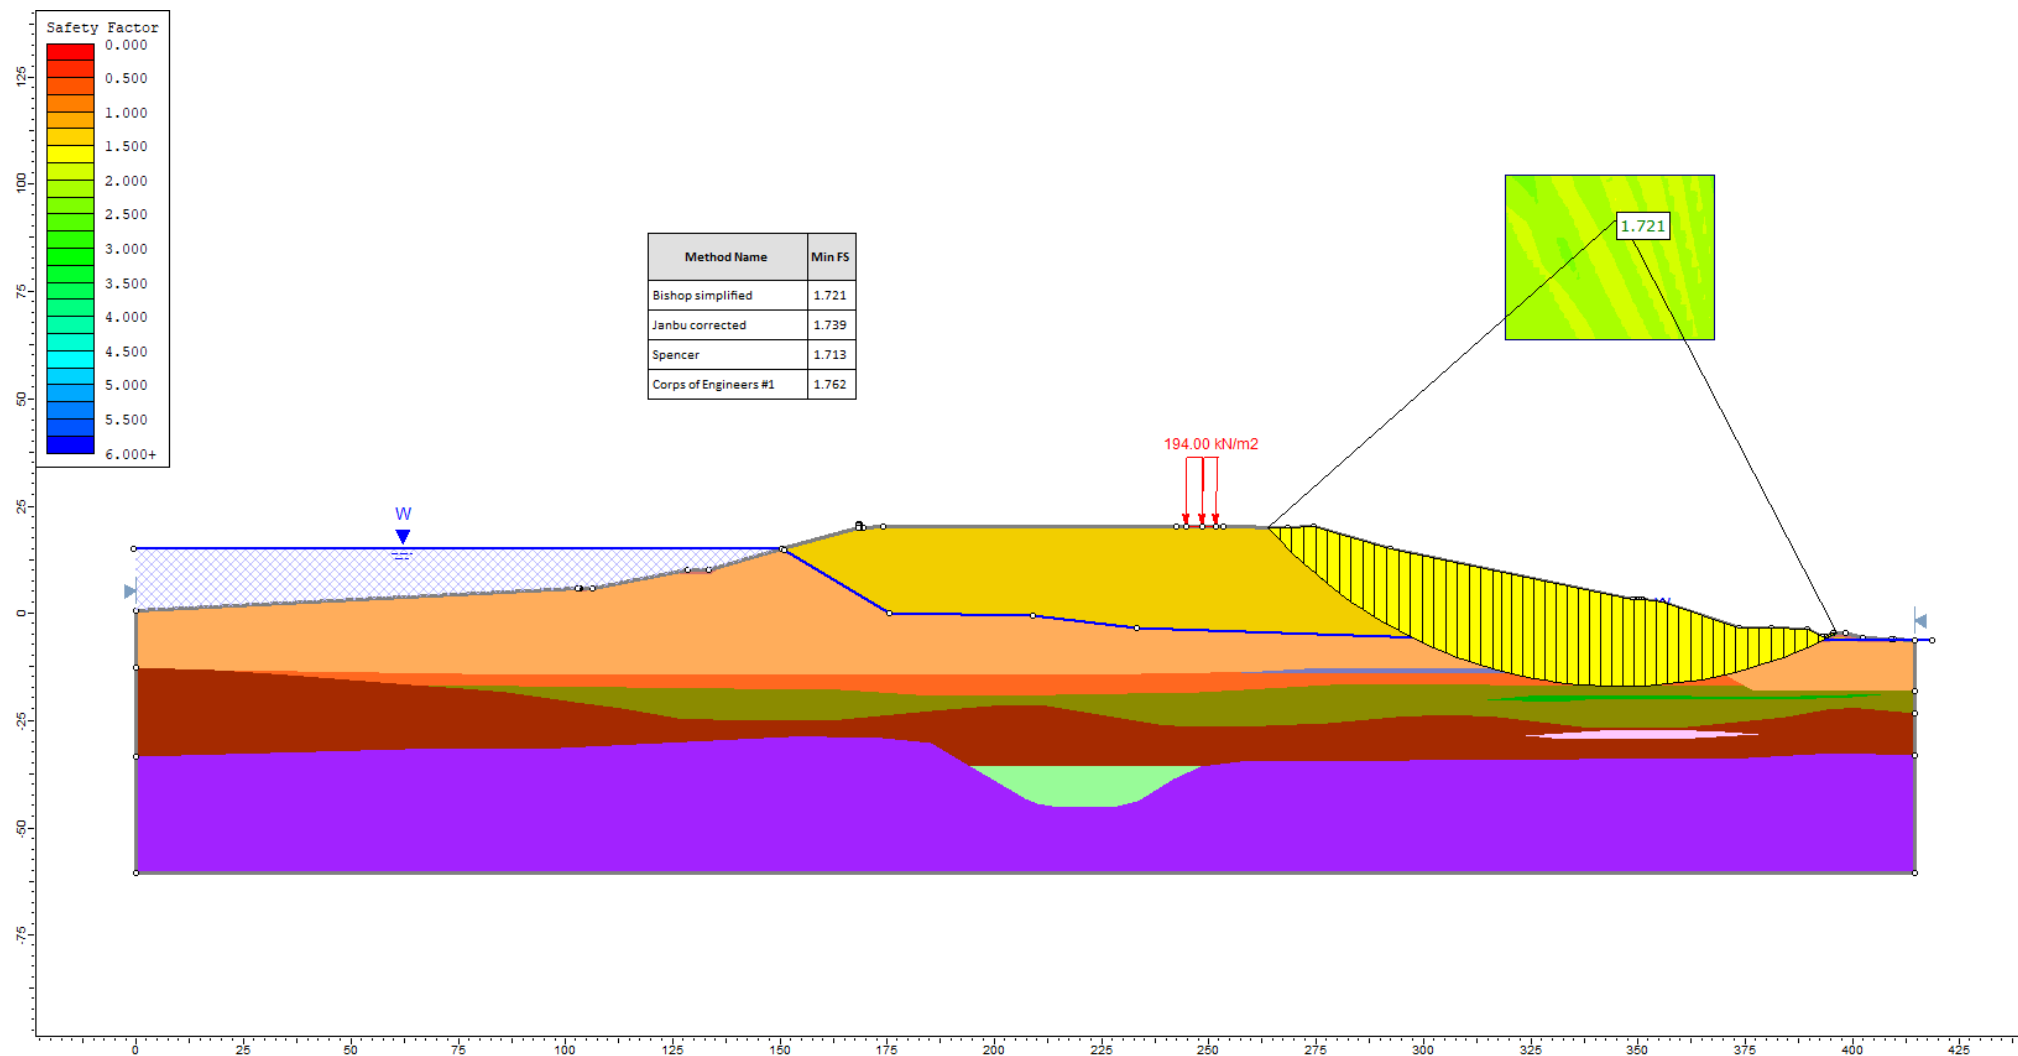 Safety Factor
0.000
0.500
1.000
1.500
2.000
2.500
3.000
3.500
4.000
4.500
5.000
5.500
6.000+
Method Name Min FS
Bishop simplified 1.721
Janbu corrected 1.739
Spencer 1.713
Corps of Engineers #1 1.762
1.721
194.00 kN/m2
W
W
125
100
75
50
25
0
-25
-50
-75
0 25 50 75 100 125 150 175 200 225 250 275 300 325 350 375 400 425